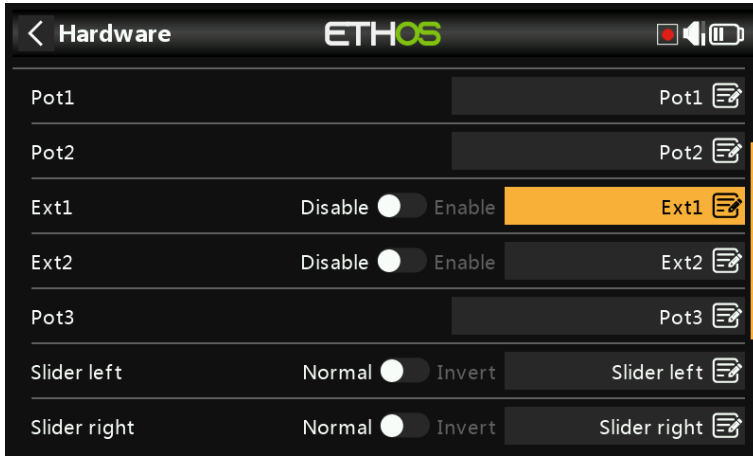 Hardware ETHOS
Pot1 Pot1
Pot2 Pot2
Ext1 Disable Enable Ext1
Ext2 Disable Enable Ext2
Pot3 Pot3
Slider left Normal Invert Slider left
Slider right Normal Invert Slider right